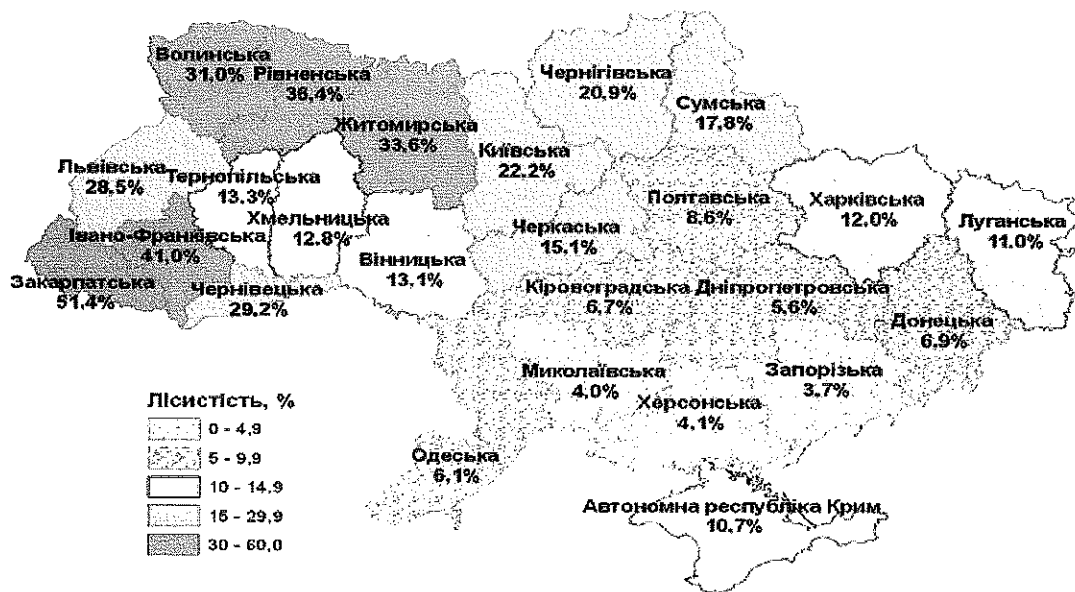 Волинська
31,0%
Рівненська
36,4%
Житомирська
33,6%
Чернігівська
20,9%
Сумська
17,8%
Київська
22.2%
Львівська
28.5%
Тернопільська
13.3%
Хмельницька
12.8%
Івано-Франківська
41.0%
Закарпатська
51,4%
Чернівецька
29.2%
Вінницька
13.1%
Черкаська
15.1%
Полтавська
8.6%
Харківська
12.0%
Луганська
11.0%
Кіровоградська
6.7%
Дніпропетровська
5.6%
Донецька
6.9%
Миколаївська
4.0%
Херсонська
4.1%
Запорізька
3.7%
Одеська
6,1%
Автономна республіка Крим
10.7%
Лісистість, %
0 - 4,9
5 - 9,9
10 - 14,9
15 - 29,9
30 - 60,0